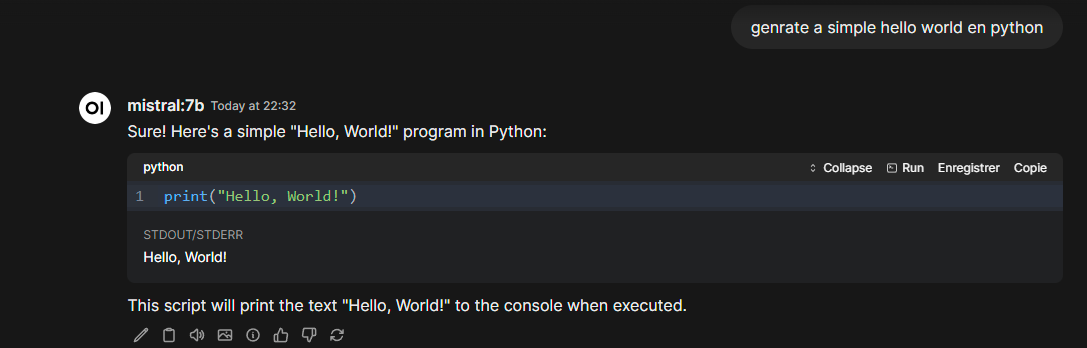 genrate a simple hello world en python
OI
mistral:7b Today at 22:32
Sure! Here's a simple "Hello, World!" program in Python:
python Collapse Run Enregistrer Copie
1 print("Hello, World!")
STDOUT/STDERR
Hello, World!
This script will print the text "Hello, World!" to the console when executed.